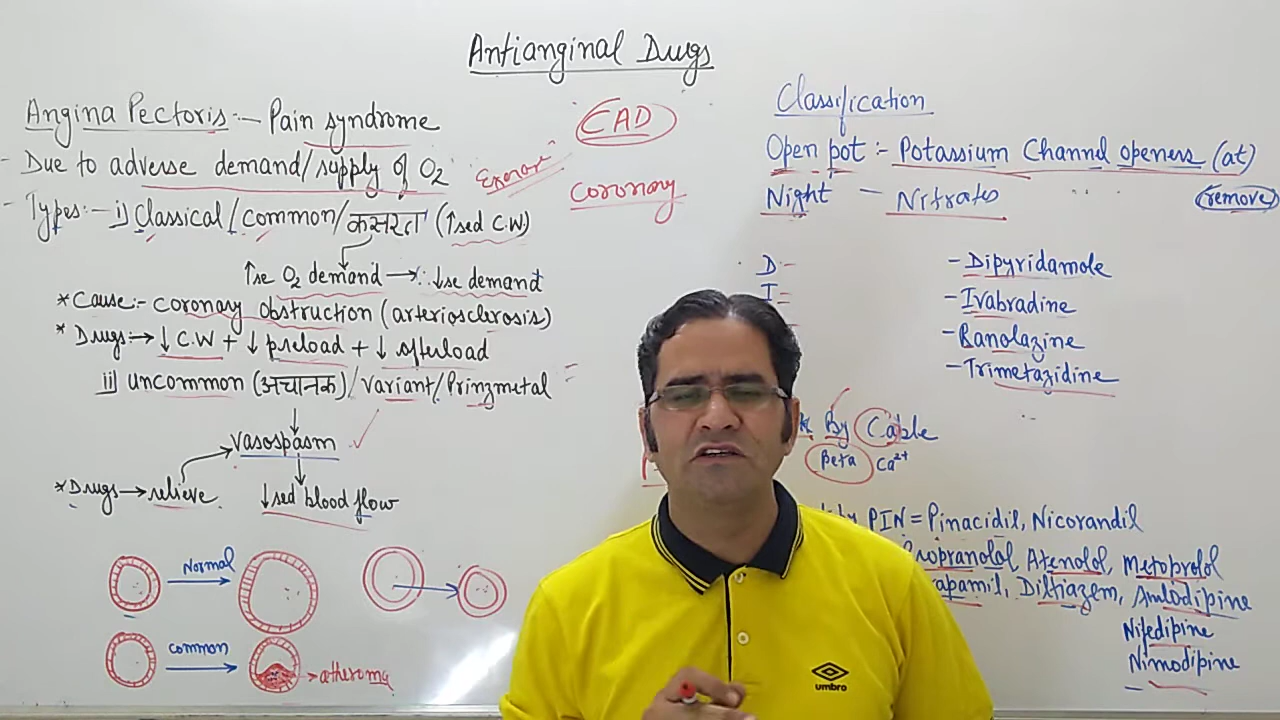 Antianginal Drugs
Angina Pectoris:- Pain syndrome
- Due to adverse demand/supply of O2
- Types:- i) Classical/common/कसरत (↑sed C.W)
↑se O2 demand → ∴ ↓se demand
* Cause:- coronary obstruction (arteriosclerosis)
* Drugs → ↓ C.W + ↓ preload + ↓ afterload
ii) uncommon (अचानक)/variant/Prinzmetal
vasospasm
* Drugs → relieve
↓sed blood flow
Normal
common
→ atheroma
CAD
coronary
Classification
Open pot :- Potassium Channel openers (at)
Night - Nitrates
(remove)
D - - Dipyridamole
I = - Ivabradine
- Ranolazine
- Trimetazidine
By Cable
Beta Ca2+
PIN = Pinacidil, Nicorandil
Atenolol, Metoprolol
Diltiazem, Amlodipine
Nifedipine
Nimodipine
umbro